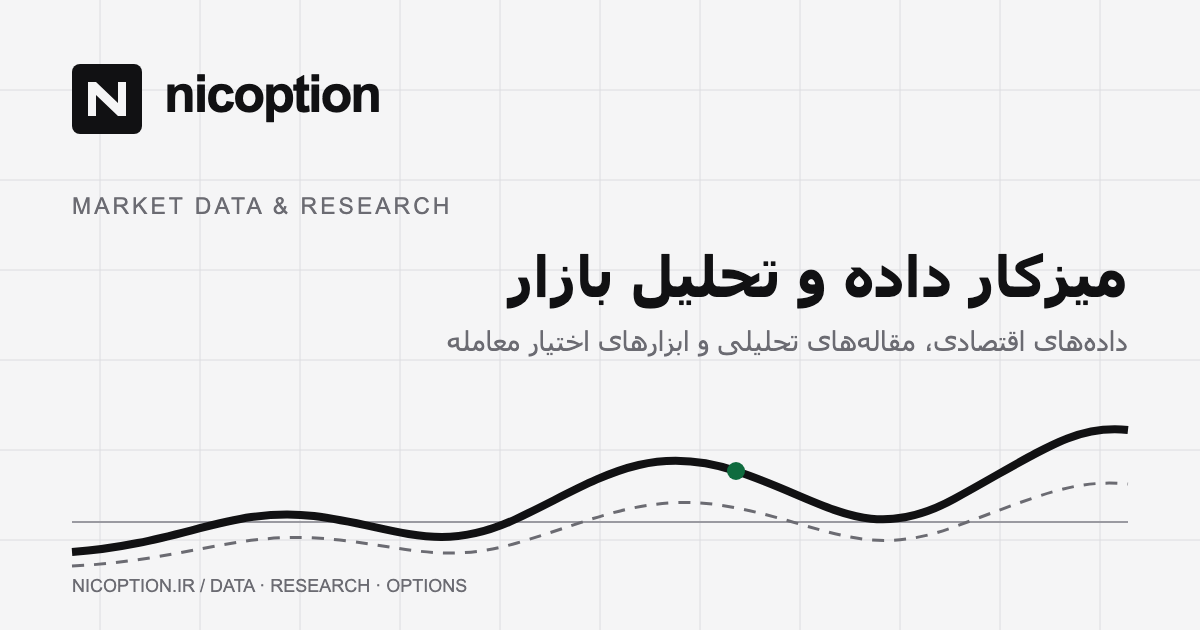 N nicoption
MARKET DATA & RESEARCH
میزکار داده و تحلیل بازار
داده‌های اقتصادی، مقاله‌های تحلیلی و ابزارهای اختیار معامله
NICOPTION.IR / DATA · RESEARCH · OPTIONS